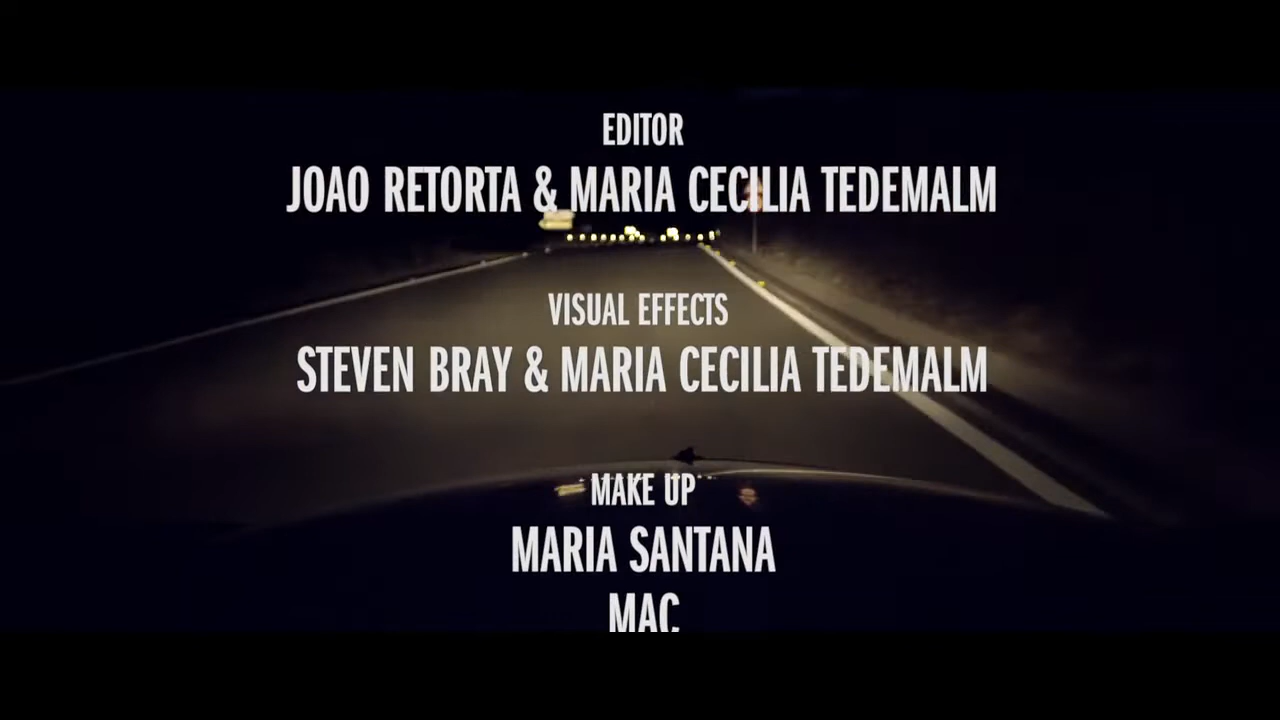 EDITOR
JOAO RETORTA & MARIA CECILIA TEDEMALM
VISUAL EFFECTS
STEVEN BRAY & MARIA CECILIA TEDEMALM
MAKE UP
MARIA SANTANA
MAC